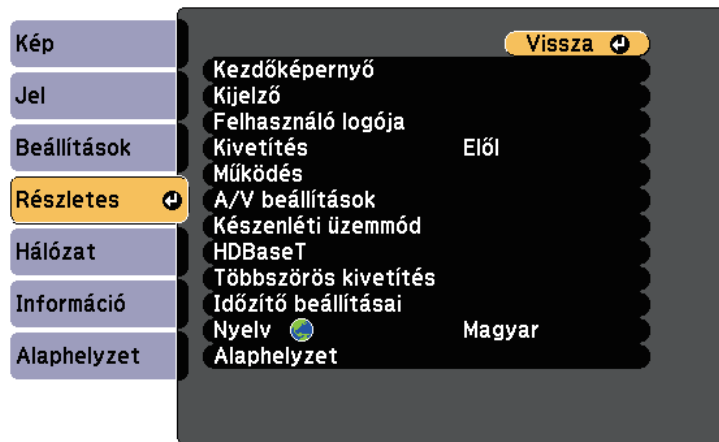 Kép
Jel
Beállítások
Részletes
Hálózat
Információ
Alaphelyzet
Vissza
Kezdőképernyő
Kijelző
Felhasználó logója
Kivetítés Elől
Működés
A/V beállítások
Készenléti üzemmód
HDBaseT
Többszörös kivetítés
Időzítő beállításai
Nyelv Magyar
Alaphelyzet